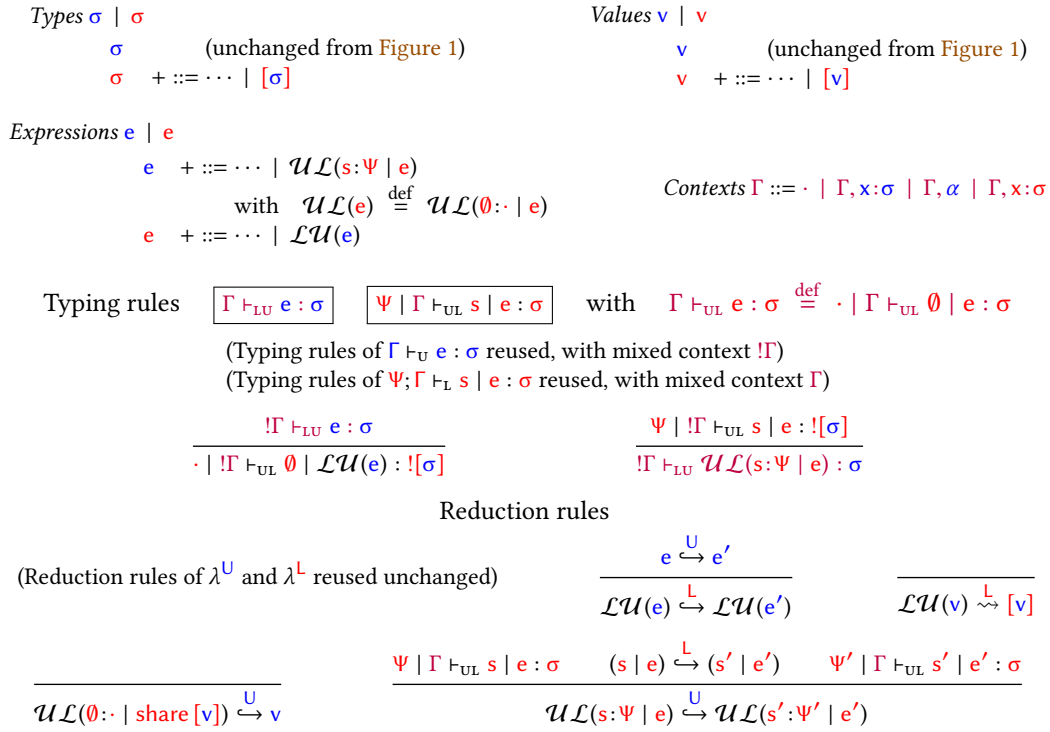 Types σ | σ
σ (unchanged from Figure 1)
σ + ::= ··· | [σ]
Values v | v
v (unchanged from Figure 1)
v + ::= ··· | [v]
Expressions e | e
e + ::= ··· | 𝒰ℒ(s:Ψ | e)
with 𝒰ℒ(e) def= 𝒰ℒ(∅:· | e)
e + ::= ··· | ℒ𝒰(e)
Contexts Γ ::= · | Γ, x:σ | Γ, α | Γ, x:σ
Typing rules Γ ⊢LU e : σ Ψ | Γ ⊢UL s | e : σ with Γ ⊢UL e : σ def= · | Γ ⊢UL ∅ | e : σ
(Typing rules of Γ ⊢U e : σ reused, with mixed context !Γ)
(Typing rules of Ψ; Γ ⊢L s | e : σ reused, with mixed context Γ)
!Γ ⊢LU e : σ
· | !Γ ⊢UL ∅ | ℒ𝒰(e) : ![σ]
Ψ | !Γ ⊢UL s | e : ![σ]
!Γ ⊢LU 𝒰ℒ(s:Ψ | e) : σ
Reduction rules
(Reduction rules of λU and λL reused unchanged)
e U↪ e′
ℒ𝒰(e) L↪ ℒ𝒰(e′)
ℒ𝒰(v) L⇝ [v]
𝒰ℒ(∅:· | share [v]) U↪ v
Ψ | Γ ⊢UL s | e : σ (s | e) L↪ (s′ | e′) Ψ′ | Γ ⊢UL s′ | e′ : σ
𝒰ℒ(s:Ψ | e) U↪ 𝒰ℒ(s′:Ψ′ | e′)